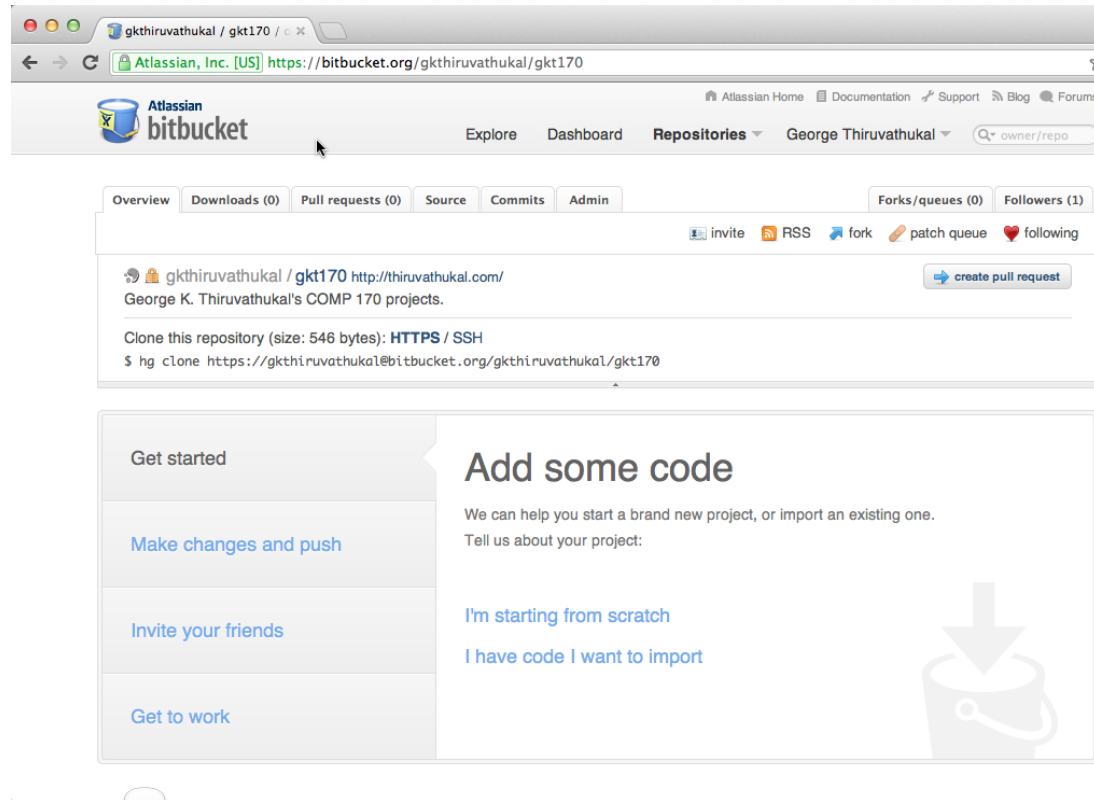 gkthiruvathukal / gkt170 /
Atlassian, Inc. [US] https://bitbucket.org/gkthiruvathukal/gkt170
Atlassian Home Documentation Support Blog Forums
Atlassian
bitbucket
Explore Dashboard Repositories George Thiruvathukal owner/repo
Overview Downloads (0) Pull requests (0) Source Commits Admin Forks/queues (0) Followers (1)
invite RSS fork patch queue following
gkthiruvathukal / gkt170 http://thiruvathukal.com/ create pull request
George K. Thiruvathukal's COMP 170 projects.
Clone this repository (size: 546 bytes): HTTPS / SSH
$ hg clone https://gkthiruvathukal@bitbucket.org/gkthiruvathukal/gkt170
Get started
Make changes and push
Invite your friends
Get to work
Add some code
We can help you start a brand new project, or import an existing one.
Tell us about your project:
I'm starting from scratch
I have code I want to import